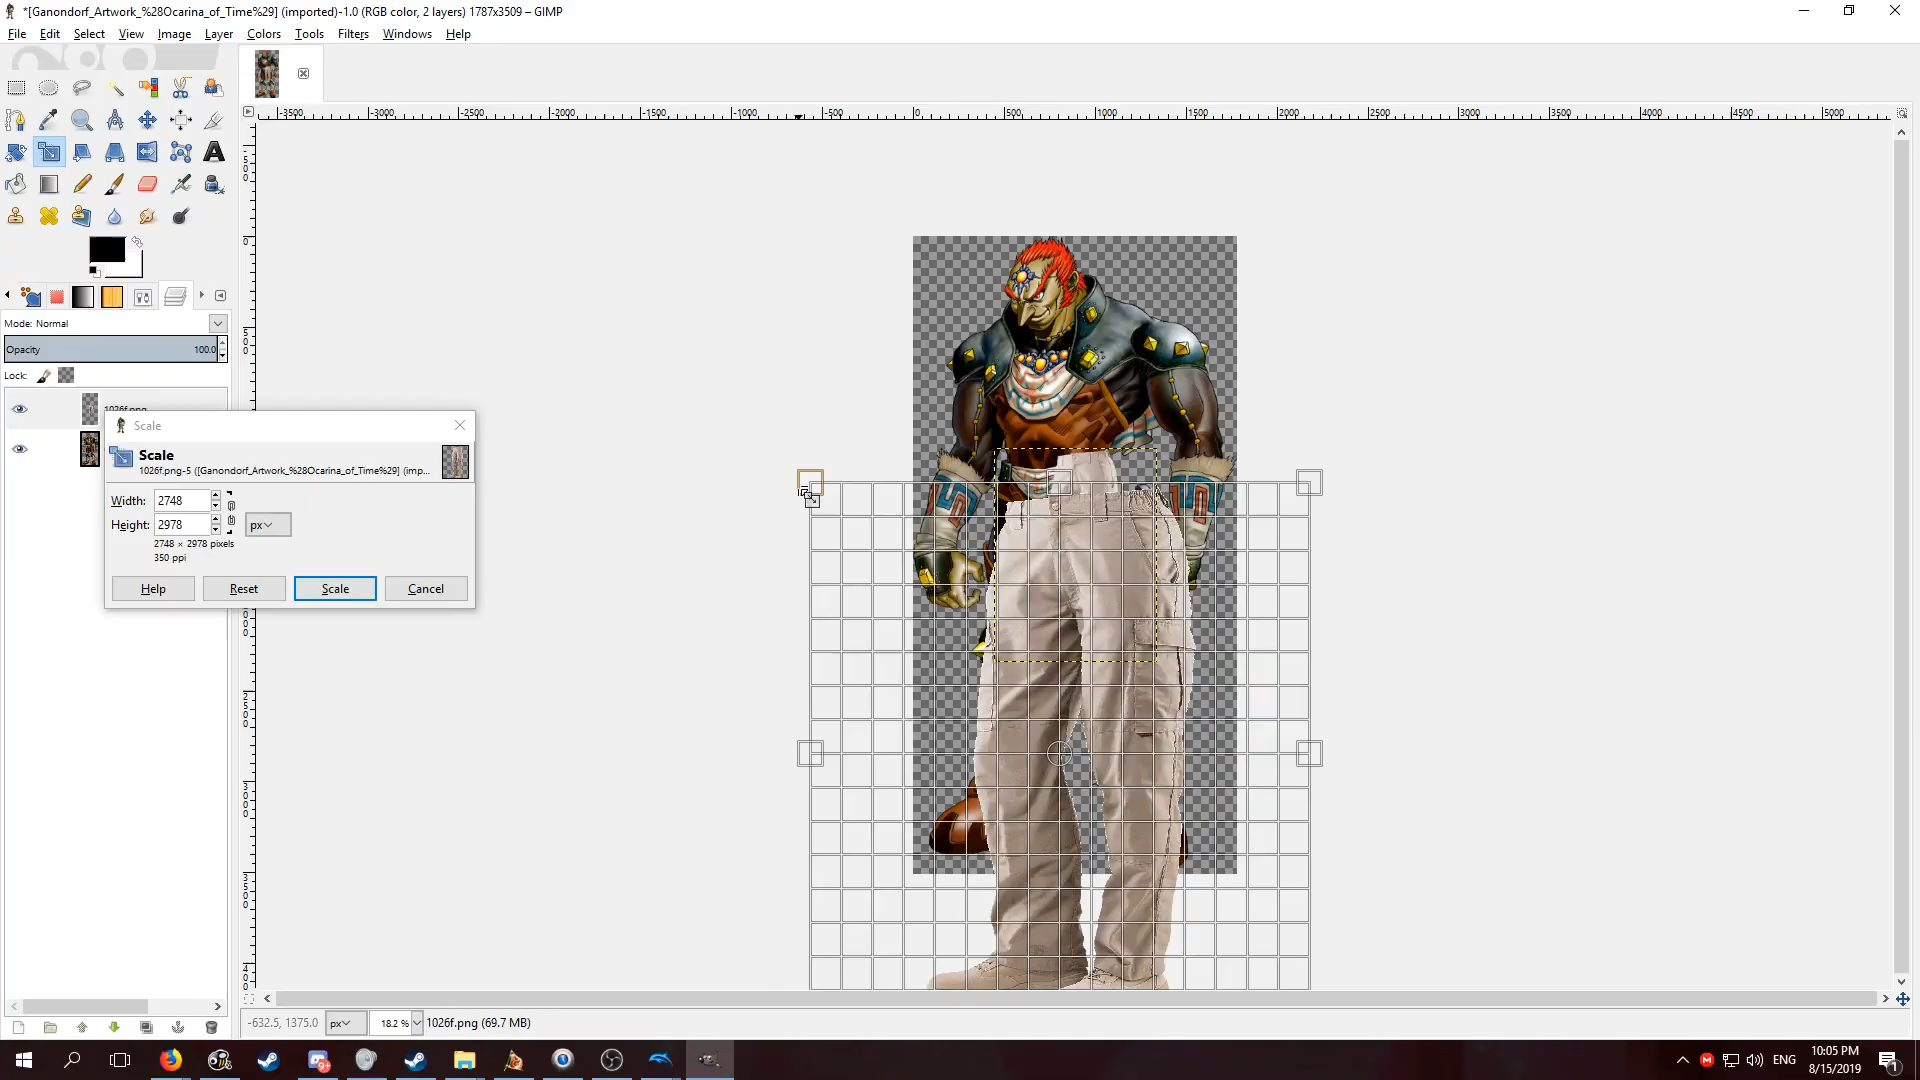 *[Ganondorf_Artwork_%28Ocarina_of_Time%29] (imported)-1.0 (RGB color, 2 layers) 1787x3509 – GIMP
File Edit Select View Image Layer Colors Tools Filters Windows Help
-3500 -3000 -2500 -2000 -1500 -1000 -500 0 500 1000 1500 2000 2500 3000 3500 4000 4500 5000
Mode: Normal
Opacity 100.0
Lock:
1026f.png
Scale
Scale
1026f.png-5 ([Ganondorf_Artwork_%28Ocarina_of_Time%29] (imp...
Width: 2748
Height: 2978 px
2748 × 2978 pixels
350 ppi
Help Reset Scale Cancel
-632.5, 1375.0 px 18.2 % 1026f.png (69.7 MB)
ENG
10:05 PM
8/15/2019